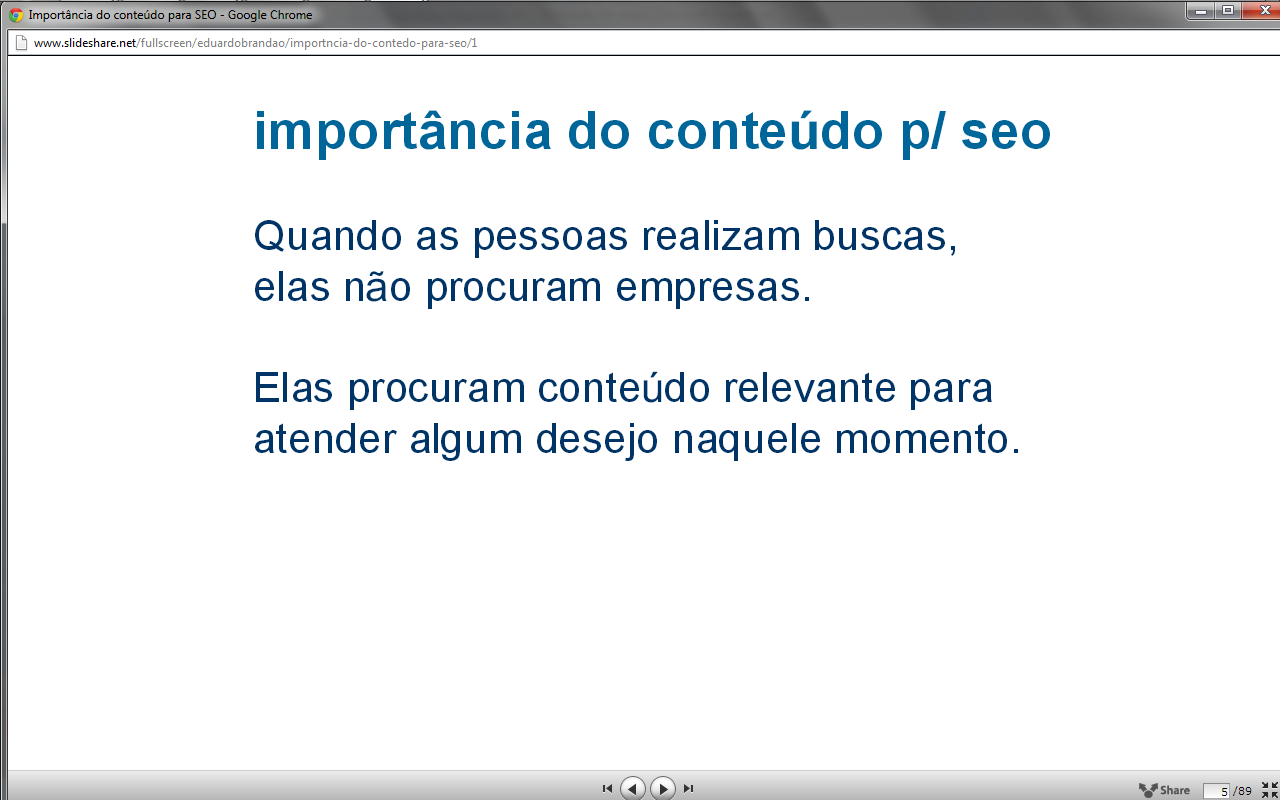 Importância do conteúdo para SEO - Google Chrome
www.slideshare.net/fullscreen/eduardobrandao/importncia-do-contedo-para-seo/1
importância do conteúdo p/ seo
Quando as pessoas realizam buscas,
elas não procuram empresas.
Elas procuram conteúdo relevante para
atender algum desejo naquele momento.
Share 5 /89